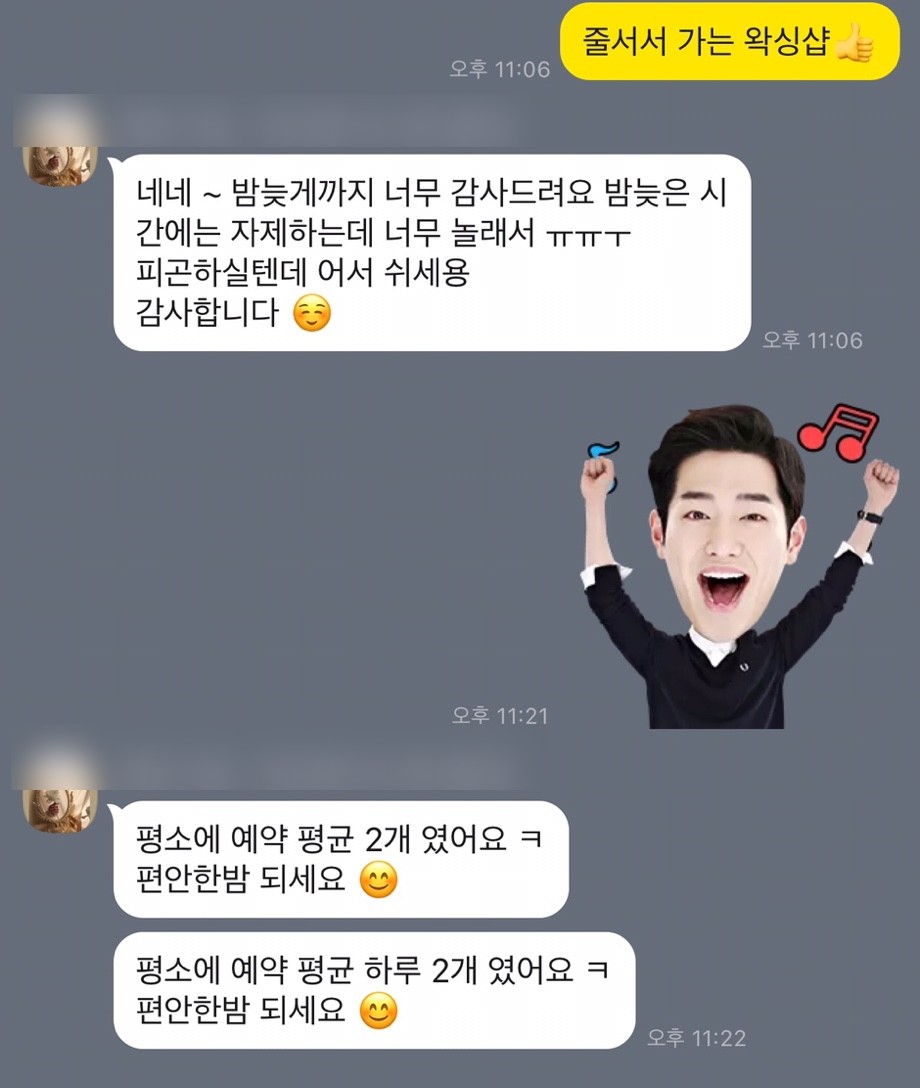 줄서서 가는 왁싱샵👍
오후 11:06
네네 ~ 밤늦게까지 너무 감사드려요 밤늦은 시
간에는 자제하는데 너무 놀래서 ㅠㅠㅜ
피곤하실텐데 어서 쉬세용
감사합니다 ☺️
오후 11:06
오후 11:21
평소에 예약 평균 2개 였어요 ㅋ
편안한밤 되세요 😊
평소에 예약 평균 하루 2개 였어요 ㅋ
편안한밤 되세요 😊
오후 11:22